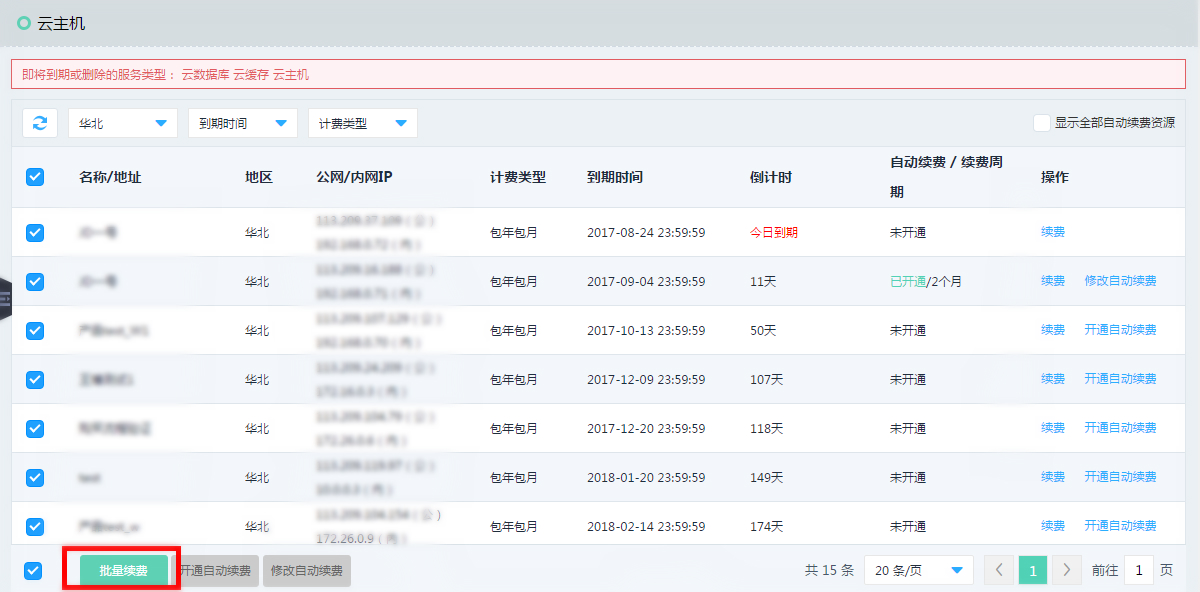 云主机
即将到期或删除的服务类型： 云数据库 云缓存 云主机
华北 到期时间 计费类型 显示全部自动续费资源
名称/地址 地区 公网/内网IP 计费类型 到期时间 倒计时 自动续费 / 续费周期 操作
华北 包年包月 2017-08-24 23:59:59 今日到期 未开通 续费
华北 包年包月 2017-09-04 23:59:59 11天 已开通/2个月 续费 修改自动续费
华北 包年包月 2017-10-13 23:59:59 50天 未开通 续费 开通自动续费
华北 包年包月 2017-12-09 23:59:59 107天 未开通 续费 开通自动续费
华北 包年包月 2017-12-20 23:59:59 118天 未开通 续费 开通自动续费
华北 包年包月 2018-01-20 23:59:59 149天 未开通 续费 开通自动续费
华北 包年包月 2018-02-14 23:59:59 174天 未开通 续费 开通自动续费
172.26.0.9
批量续费 开通自动续费 修改自动续费 共 15 条 20 条/页 1 前往 1 页